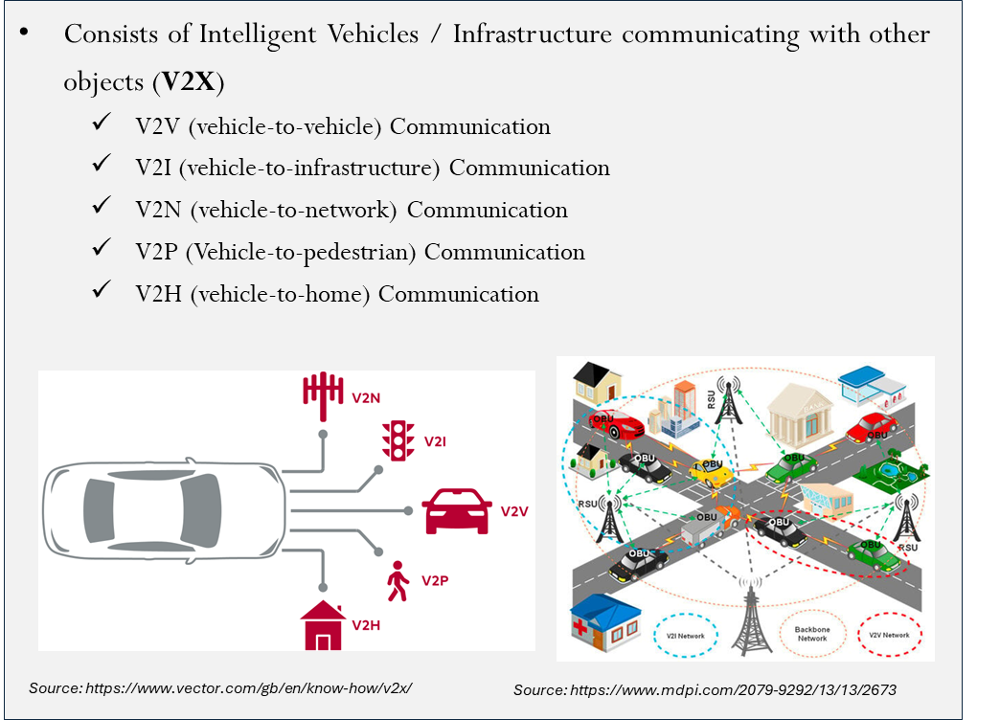 • Consists of Intelligent Vehicles / Infrastructure communicating with other
objects (V2X)
✓ V2V (vehicle-to-vehicle) Communication
✓ V2I (vehicle-to-infrastructure) Communication
✓ V2N (vehicle-to-network) Communication
✓ V2P (Vehicle-to-pedestrian) Communication
✓ V2H (vehicle-to-home) Communication
V2N
V2I
V2V
V2P
V2H
RSU
OBU
OBU
OBU
OBU
OBU
RSU
OBU
OBU
RSU
OBU
OBU
V2I Network
Backbone
Network
V2V Network
Source: https://www.vector.com/gb/en/know-how/v2x/
Source: https://www.mdpi.com/2079-9292/13/13/2673